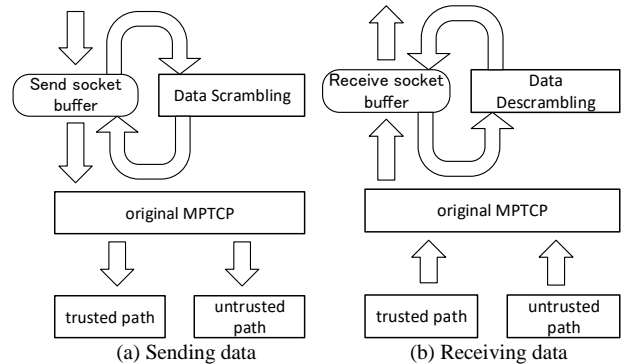 Send socket
buffer
Data Scrambling
original MPTCP
trusted path
untrusted
path
(a) Sending data
Receive socket
buffer
Data
Descrambling
original MPTCP
trusted path
untrusted
path
(b) Receiving data